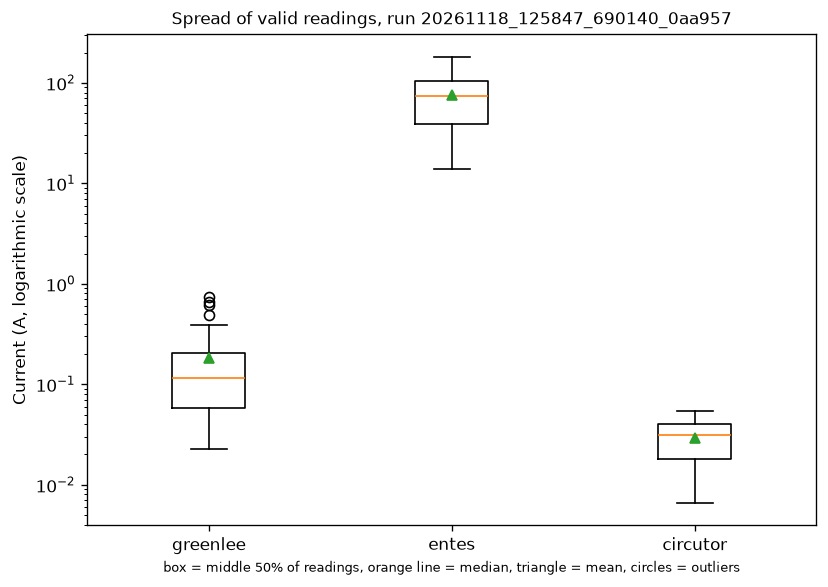 Spread of valid readings, run 20261118_125847_690140_0aa957
Current (A, logarithmic scale)
10²
10¹
10⁰
10⁻¹
10⁻²
greenlee
entes
circutor
box = middle 50% of readings, orange line = median, triangle = mean, circles = outliers